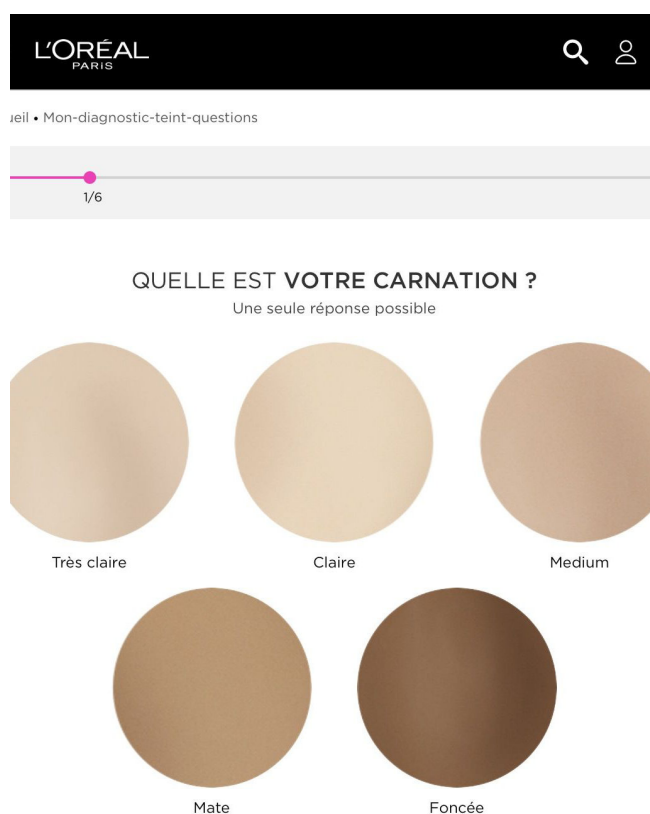 L'ORÉAL
PARIS
ueil • Mon-diagnostic-teint-questions
1/6
QUELLE EST VOTRE CARNATION ?
Une seule réponse possible
Très claire
Claire
Medium
Mate
Foncée